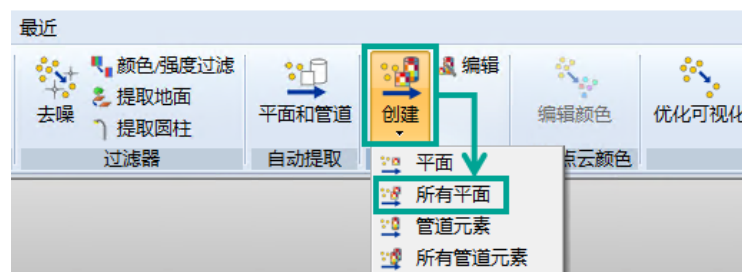 最近
去噪
颜色/强度过滤
提取地面
提取圆柱
过滤器
平面和管道
自动提取
创建
编辑
编辑颜色
点云颜色
优化可视化
平面
所有平面
管道元素
所有管道元素